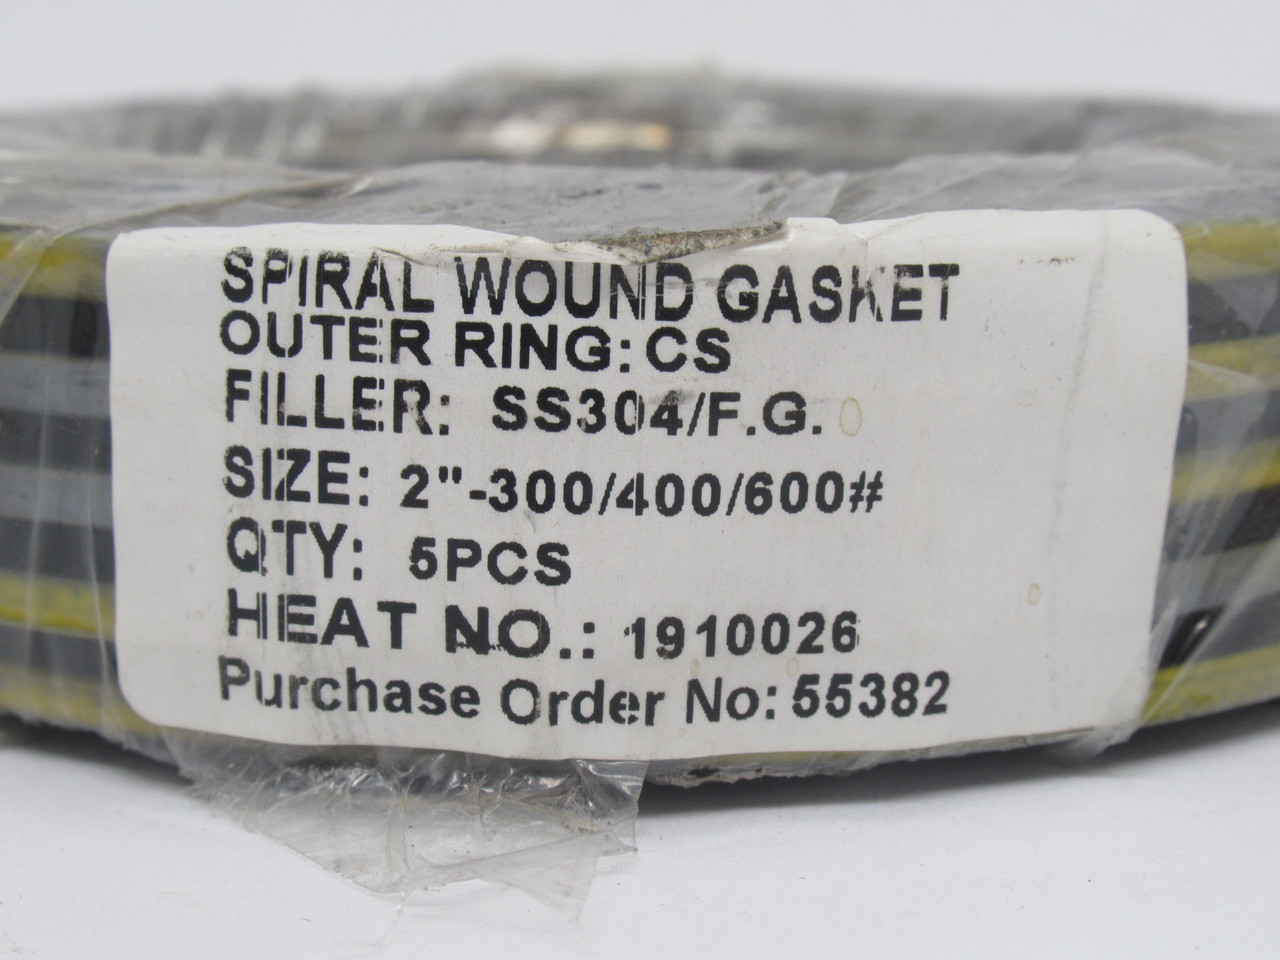 SPIRAL WOUND GASKET
OUTER RING: CS
FILLER: SS304/F.G.
SIZE: 2"-300/400/600#
QTY: 5PCS
HEAT NO.: 1910026
Purchase Order No: 55382